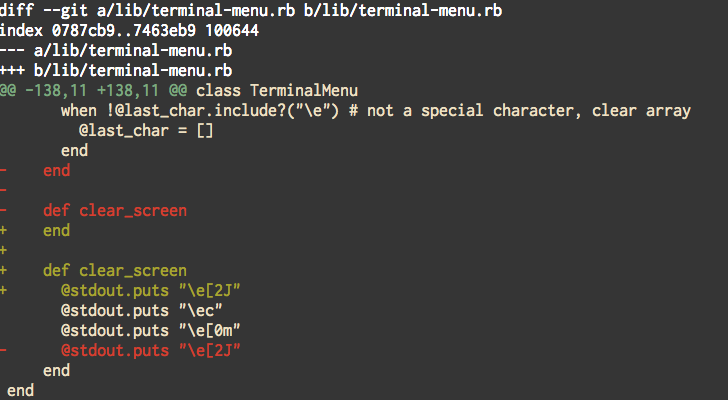 diff --git a/lib/terminal-menu.rb b/lib/terminal-menu.rb
index 0787cb9..7463eb9 100644
--- a/lib/terminal-menu.rb
+++ b/lib/terminal-menu.rb
@@ -138,11 +138,11 @@ class TerminalMenu
       when !@last_char.include?("\e") # not a special character, clear array
         @last_char = []
       end
-    end
-
-    def clear_screen
+    end
+
+    def clear_screen
+      @stdout.puts "\e[2J"
       @stdout.puts "\ec"
       @stdout.puts "\e[0m"
-      @stdout.puts "\e[2J"
     end
 end